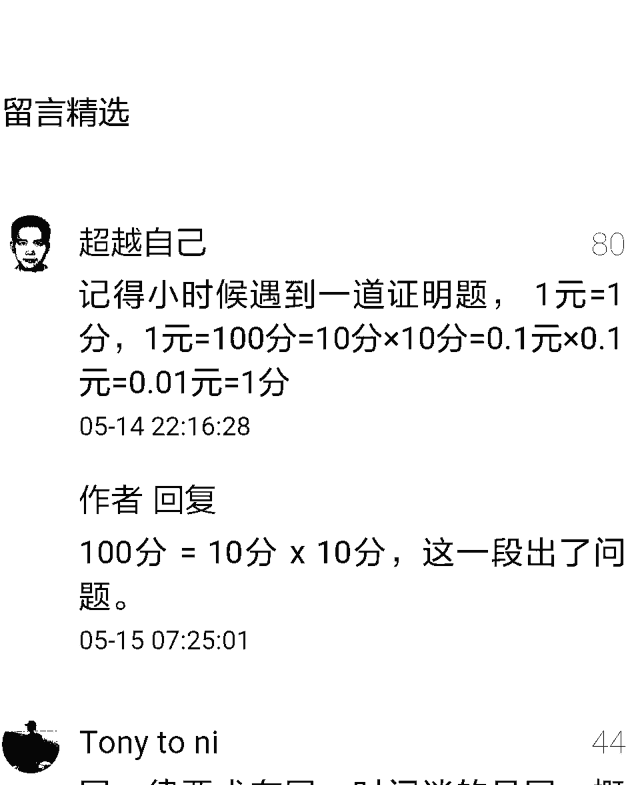 留言精选
超越自己
80
记得小时候遇到一道证明题， 1元=1
分，1元=100分=10分×10分=0.1元×0.1
元=0.01元=1分
05-14 22:16:28
作者 回复
100分 = 10分 x 10分，这一段出了问
题。
05-15 07:25:01
Tony to ni
44